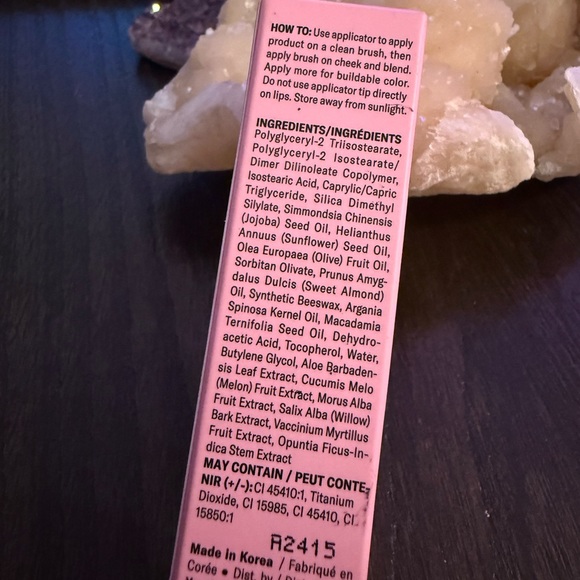 HOW TO: Use applicator to apply
product on a clean brush, then
apply brush on cheek and blend.
Apply more for buildable color.
Do not use applicator tip directly
on lips. Store away from sunlight.
INGREDIENTS/INGRÉDIENTS
Polyglyceryl-2 Triisostearate,
Polyglyceryl-2 Isostearate/
Dimer Dilinoleate Copolymer,
Isostearic Acid, Caprylic/Capric
Triglyceride, Silica Dimethyl
Silylate, Simmondsia Chinensis
(Jojoba) Seed Oil, Helianthus
Annuus (Sunflower) Seed Oil,
Olea Europaea (Olive) Fruit Oil,
Sorbitan Olivate, Prunus Amyg-
dalus Dulcis (Sweet Almond)
Oil, Synthetic Beeswax, Argania
Spinosa Kernel Oil, Macadamia
Ternifolia Seed Oil, Dehydro-
acetic Acid, Tocopherol, Water,
Butylene Glycol, Aloe Barbaden-
sis Leaf Extract, Cucumis Melo
(Melon) Fruit Extract, Morus Alba
Fruit Extract, Salix Alba (Willow)
Bark Extract, Vaccinium Myrtillus
Fruit Extract, Opuntia Ficus-In-
dica Stem Extract
MAY CONTAIN / PEUT CONTE-
NIR (+/-): CI 45410:1, Titanium
Dioxide, CI 15985, CI 45410, CI
15850:1
A2415
Made in Korea / Fabriqué en
Corée • Dist. by /